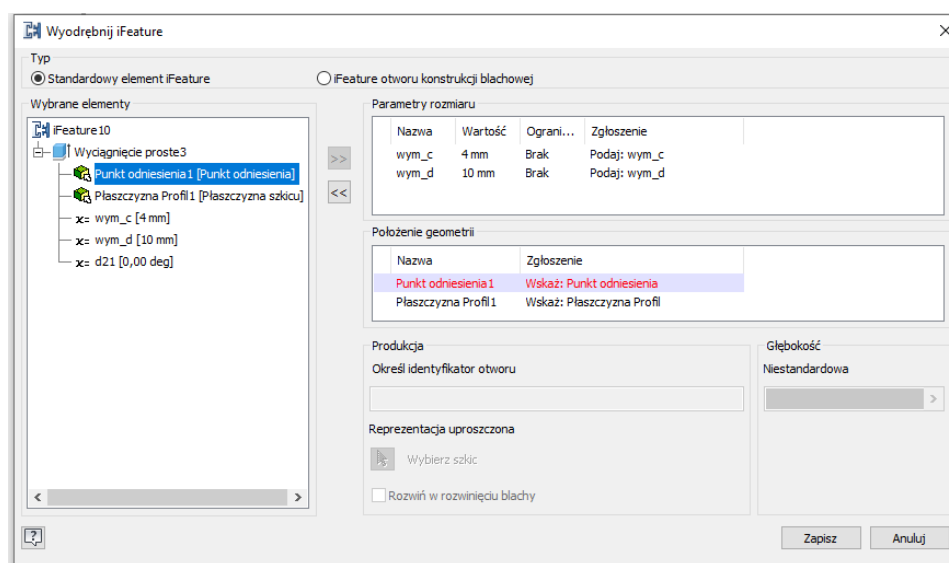 Wyodrębnij iFeature
Typ
Standardowy element iFeature
iFeature otworu konstrukcji blachowej
Wybrane elementy
iFeature10
Wyciągnięcie proste3
Punkt odniesienia1 [Punkt odniesienia]
Płaszczyzna Profil1 [Płaszczyzna szkicu]
x= wym_c [4 mm]
x= wym_d [10 mm]
x= d21 [0,00 deg]
>>
<<
Parametry rozmiaru
Nazwa Wartość Ograni... Zgłoszenie
wym_c 4 mm Brak Podaj: wym_c
wym_d 10 mm Brak Podaj: wym_d
Położenie geometrii
Nazwa Zgłoszenie
Punkt odniesienia1 Wskaż: Punkt odniesienia
Płaszczyzna Profil1 Wskaż: Płaszczyzna Profil
Produkcja
Określ identyfikator otworu
Reprezentacja uproszczona
Wybierz szkic
Rozwiń w rozwinięciu blachy
Głębokość
Niestandardowa
?
Zapisz Anuluj